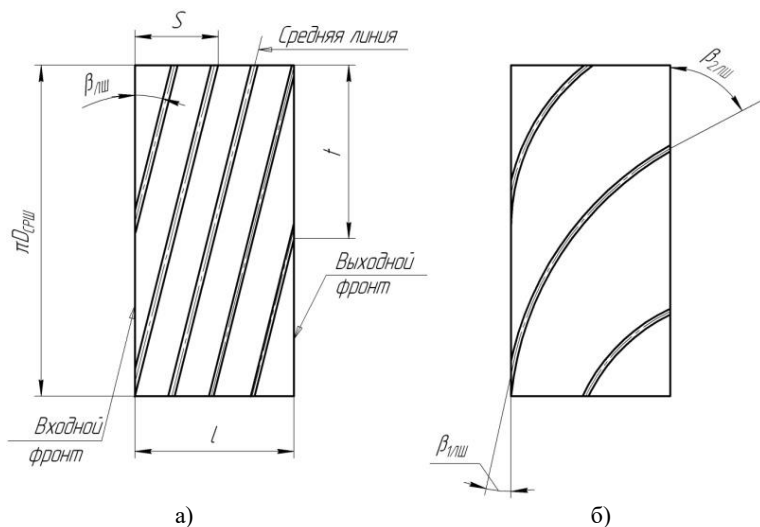 S
Средняя линия
β_ЛШ
β_2ЛШ
t
πD_СРШ
Выходной
фронт
Входной
фронт
l
β_1ЛШ
а)
б)